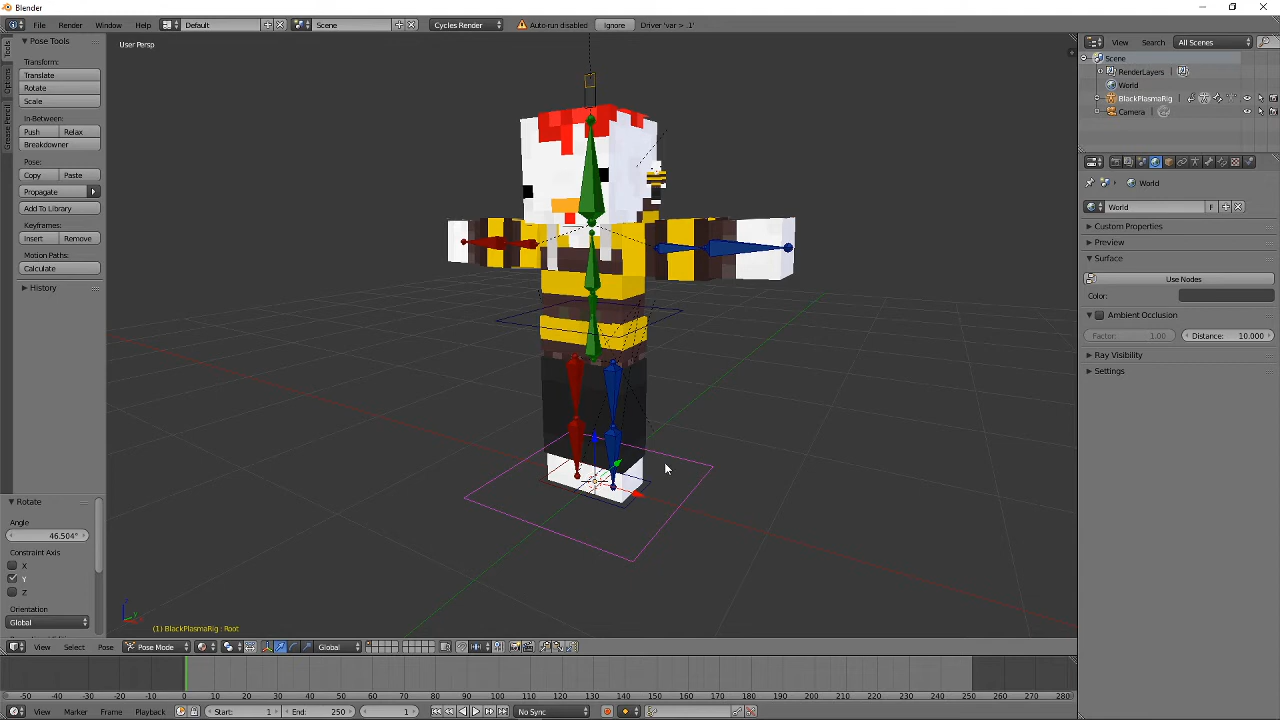 Blender
File Render Window Help Default Scene Cycles Render Auto-run disabled Ignore Driver 'var > .1'
Pose Tools
Transform:
Translate
Rotate
Scale
In-Between:
Push Relax
Breakdowner
Pose:
Copy Paste
Propagate
Add To Library
Keyframes:
Insert Remove
Motion Paths:
Calculate
History
Tools
Options
Grease Pencil
Rotate
Angle
46.504°
Constraint Axis
X
Y
Z
Orientation
Global
User Persp
(1) BlackPlasmaRig : Root
View Select Pose Pose Mode Global
-50 -40 -30 -20 -10 0 10 20 30 40 50 60 70 80 90 100 110 120 130 140 150 160 170 180 190 200 210 220 230 240 250 260 270 280
View Marker Frame Playback Start: 1 End: 250 1 No Sync
View Search All Scenes
Scene
RenderLayers
World
BlackPlasmaRig
Camera
World
World F
Custom Properties
Preview
Surface
Use Nodes
Color:
Ambient Occlusion
Factor: 1.00 Distance: 10.000
Ray Visibility
Settings